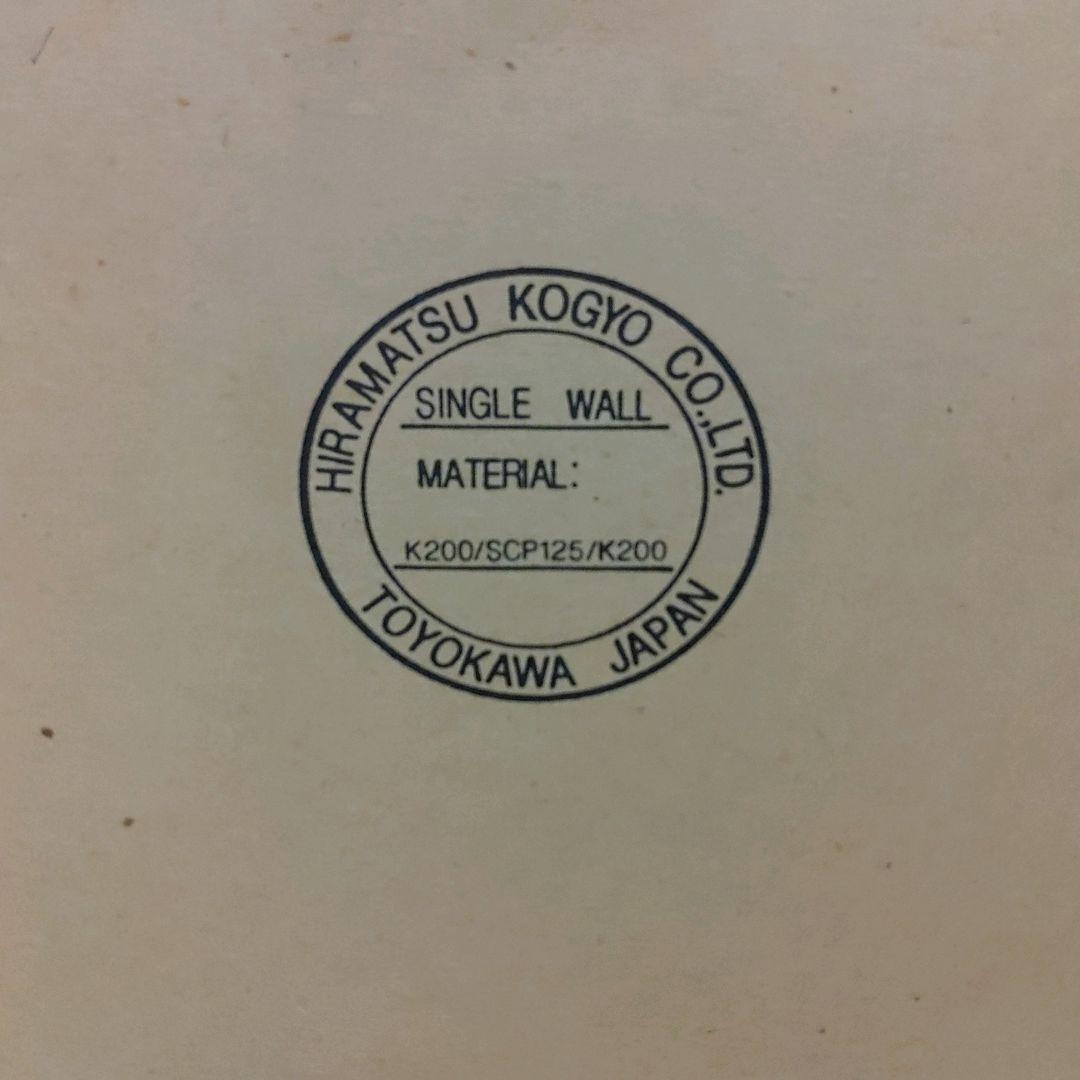 HIRAMATSU KOGYO CO.,LTD.
SINGLE WALL
MATERIAL:
K200/SCP125/K200
TOYOKAWA JAPAN